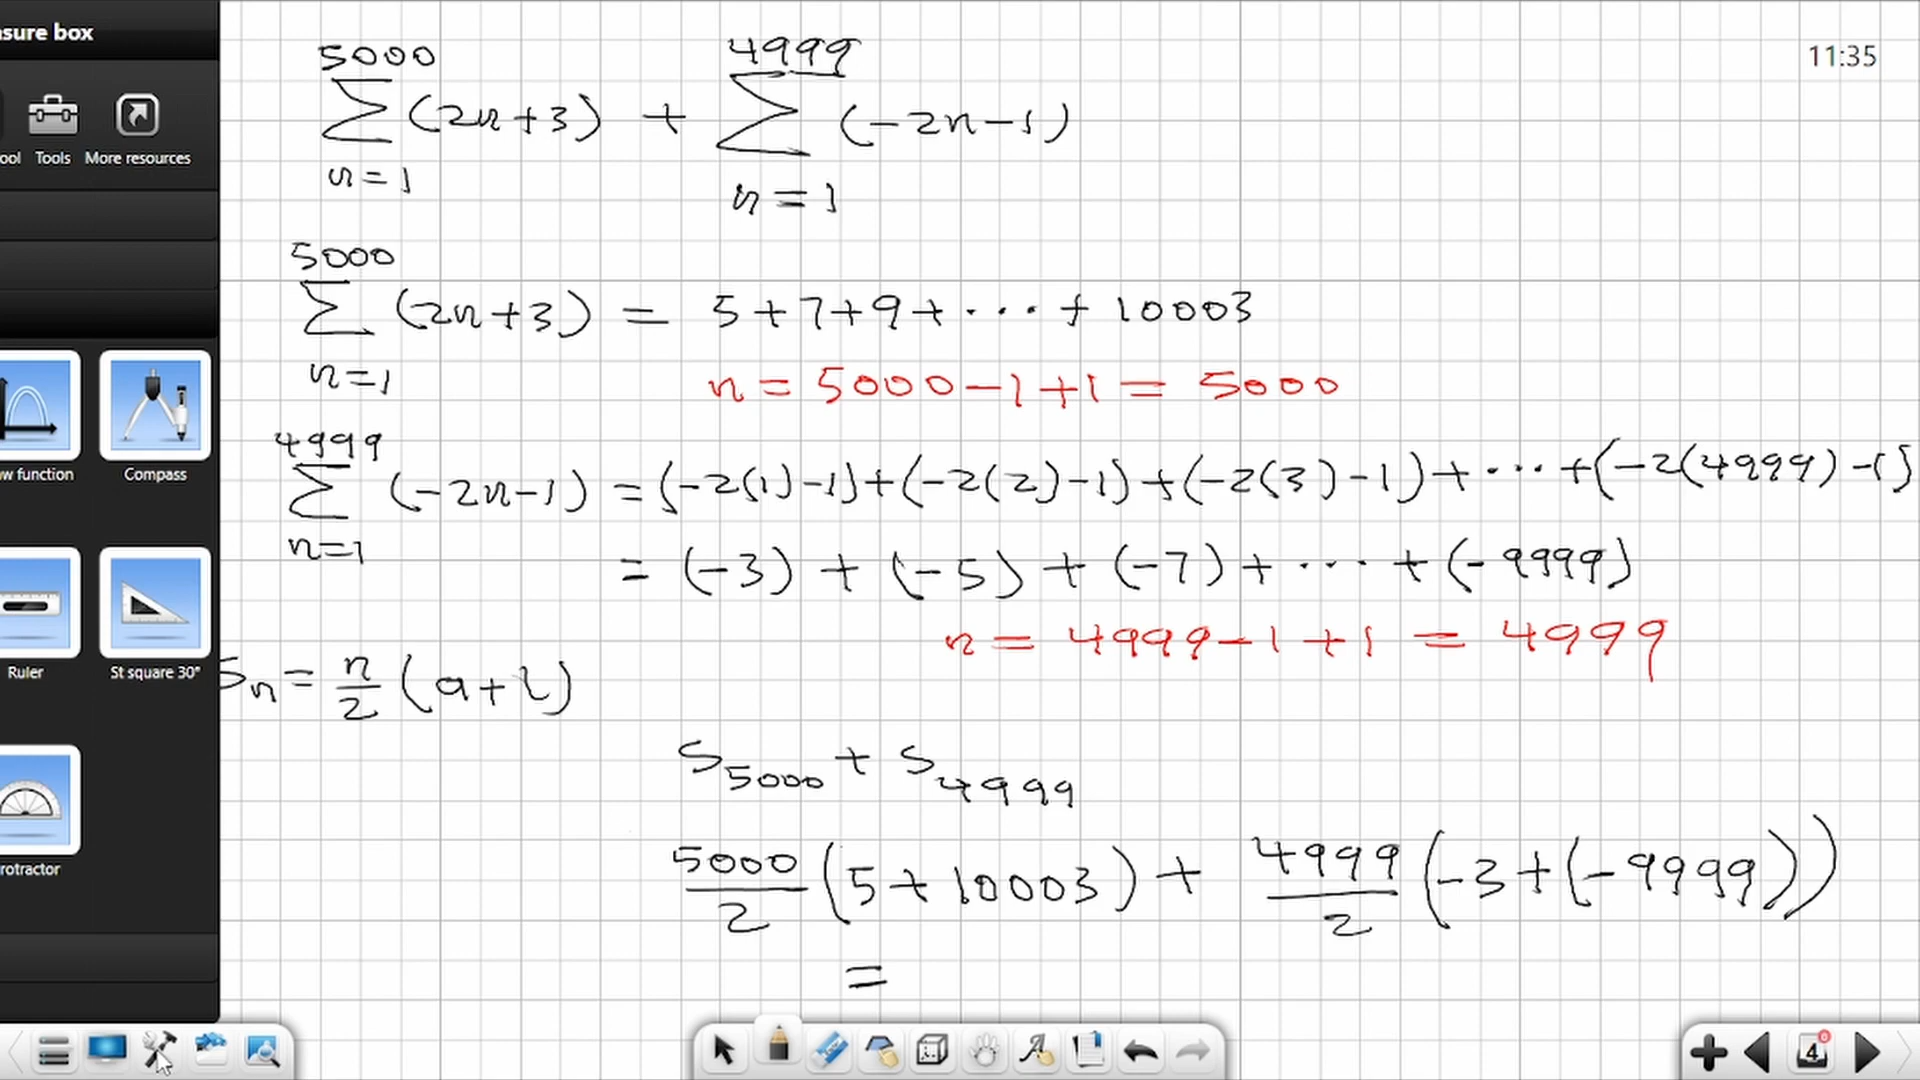 asure box
11:35
ool Tools More resources
5000 4999
∑ (2n+3) + ∑ (-2n-1)
n=1 n=1
5000
∑ (2n+3) = 5+7+9+...+10003
n=1
n = 5000-1+1 = 5000
4999
∑ (-2n-1) = (-2(1)-1)+(-2(2)-1)+(-2(3)-1)+...+(-2(4999)-1)
n=1
= (-3) + (-5) + (-7) + ... + (-9999)
n = 4999-1+1 = 4999
w function Compass
Ruler St square 30°
rotractor
Sn = n/2 (a+l)
S5000 + S4999
5000/2 (5+10003) + 4999/2 (-3+(-9999))
=
4